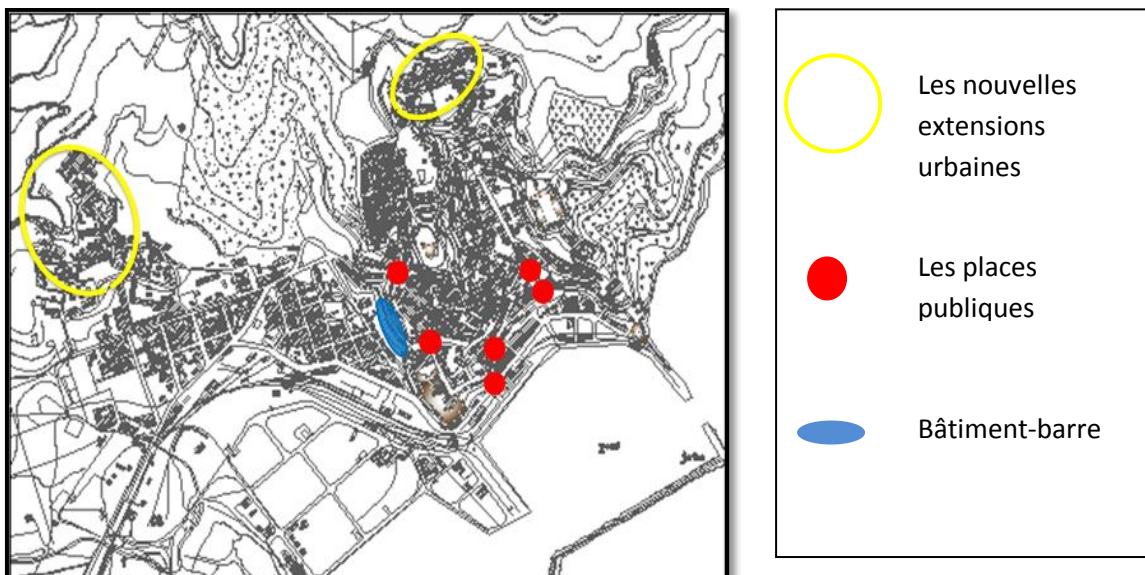 Les nouvelles
extensions
urbaines
Les places
publiques
Bâtiment-barre